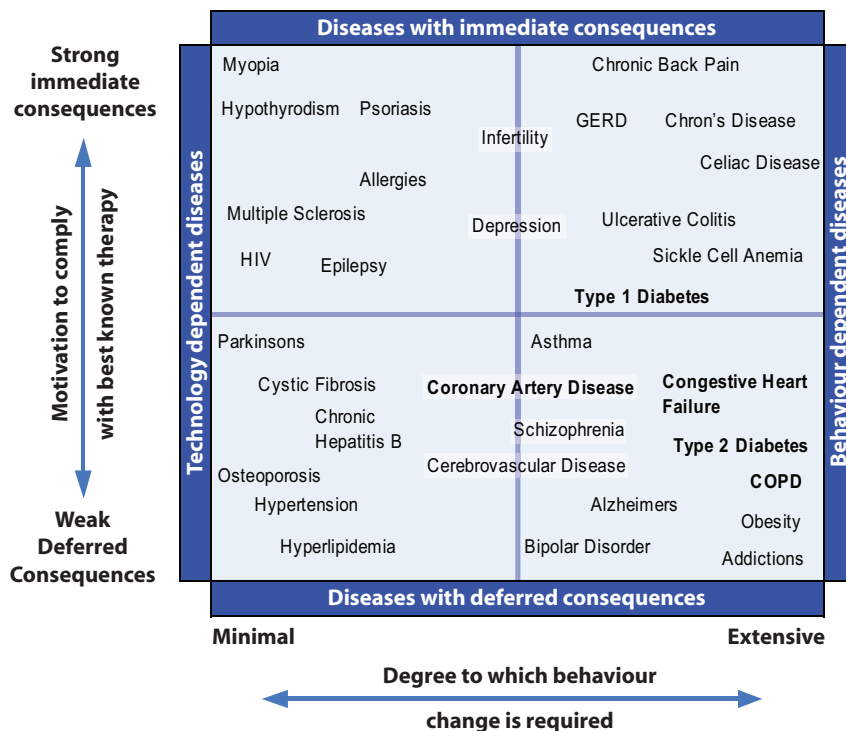 Diseases with immediate consequences
Strong
immediate
consequences
Motivation to comply
with best known therapy
Weak
Deferred
Consequences
Technology dependent diseases
Myopia
Chronic Back Pain
Hypothyrodism
Psoriasis
GERD
Chron's Disease
Infertility
Celiac Disease
Allergies
Multiple Sclerosis
Depression
Ulcerative Colitis
HIV
Epilepsy
Sickle Cell Anemia
Type 1 Diabetes
Parkinsons
Asthma
Cystic Fibrosis
Coronary Artery Disease
Congestive Heart
Failure
Chronic
Hepatitis B
Schizophrenia
Type 2 Diabetes
Osteoporosis
Cerebrovascular Disease
COPD
Hypertension
Alzheimers
Obesity
Hyperlipidemia
Bipolar Disorder
Addictions
Behaviour dependent diseases
Diseases with deferred consequences
Minimal
Extensive
Degree to which behaviour
change is required